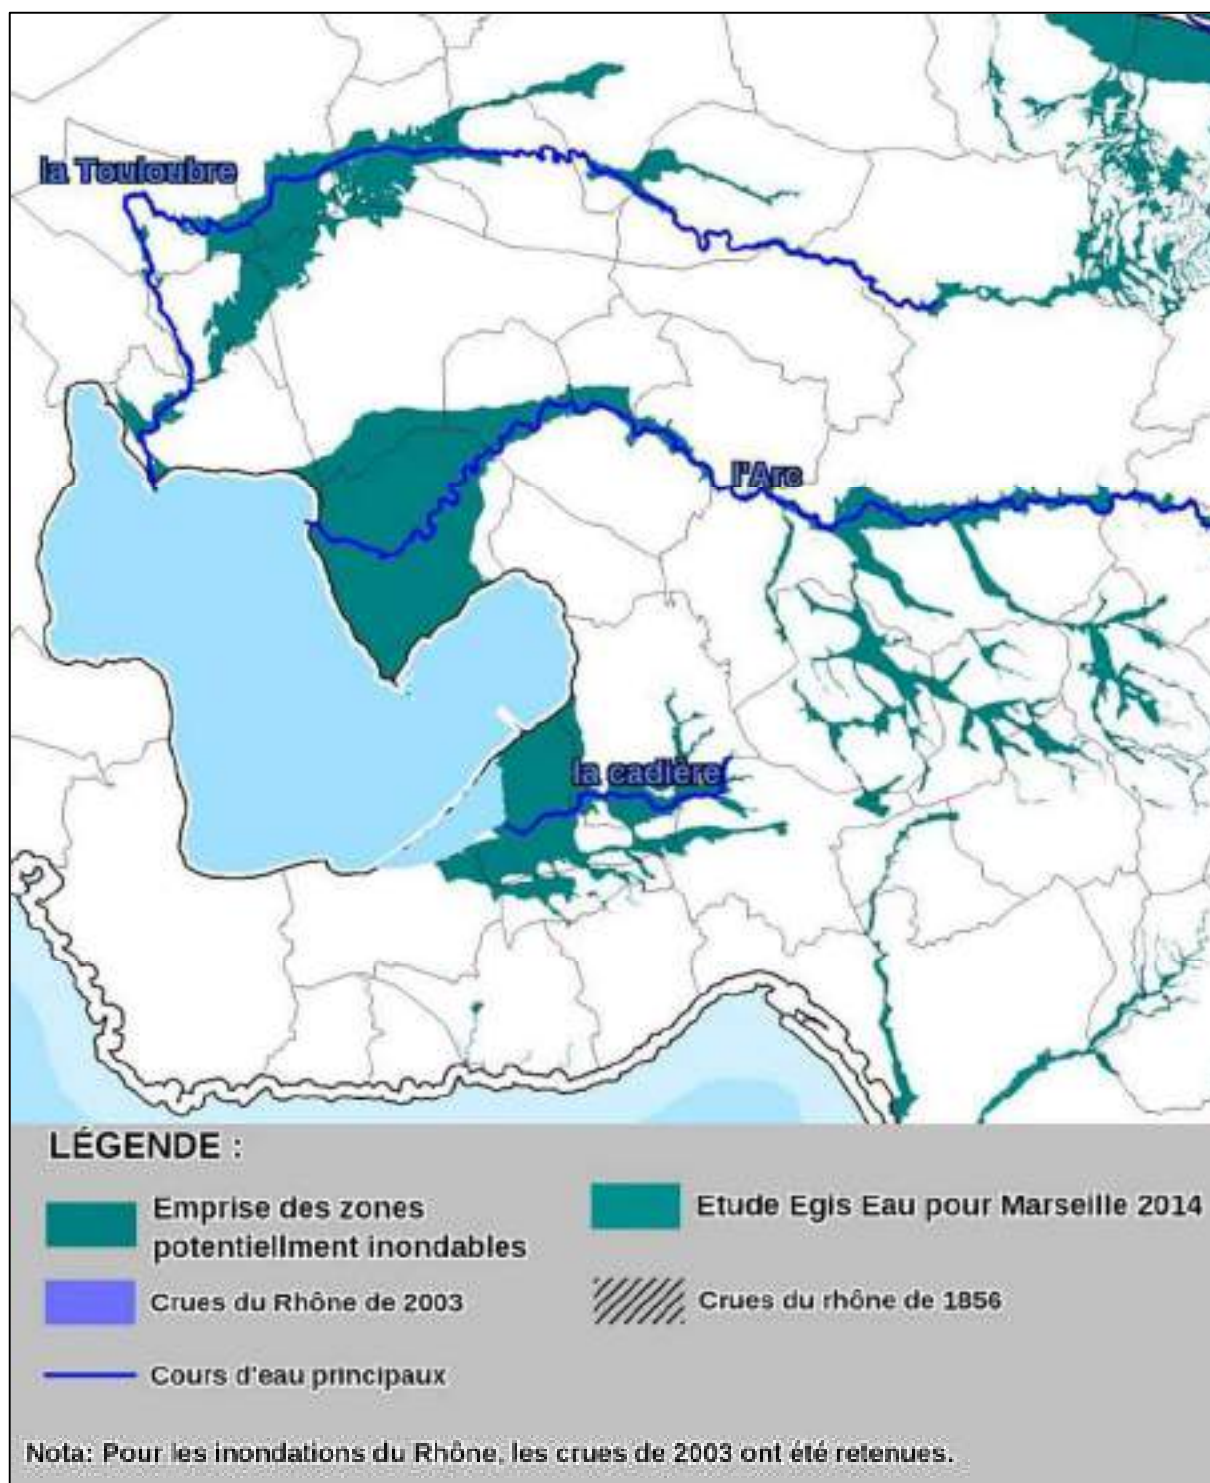 la Touloubre
l'Arc
la cadière
LÉGENDE :
Emprise des zones
potentiellment inondables
Etude Egis Eau pour Marseille 2014
Crues du Rhône de 2003
Crues du rhône de 1856
Cours d'eau principaux
Nota: Pour les inondations du Rhône, les crues de 2003 ont été retenues.